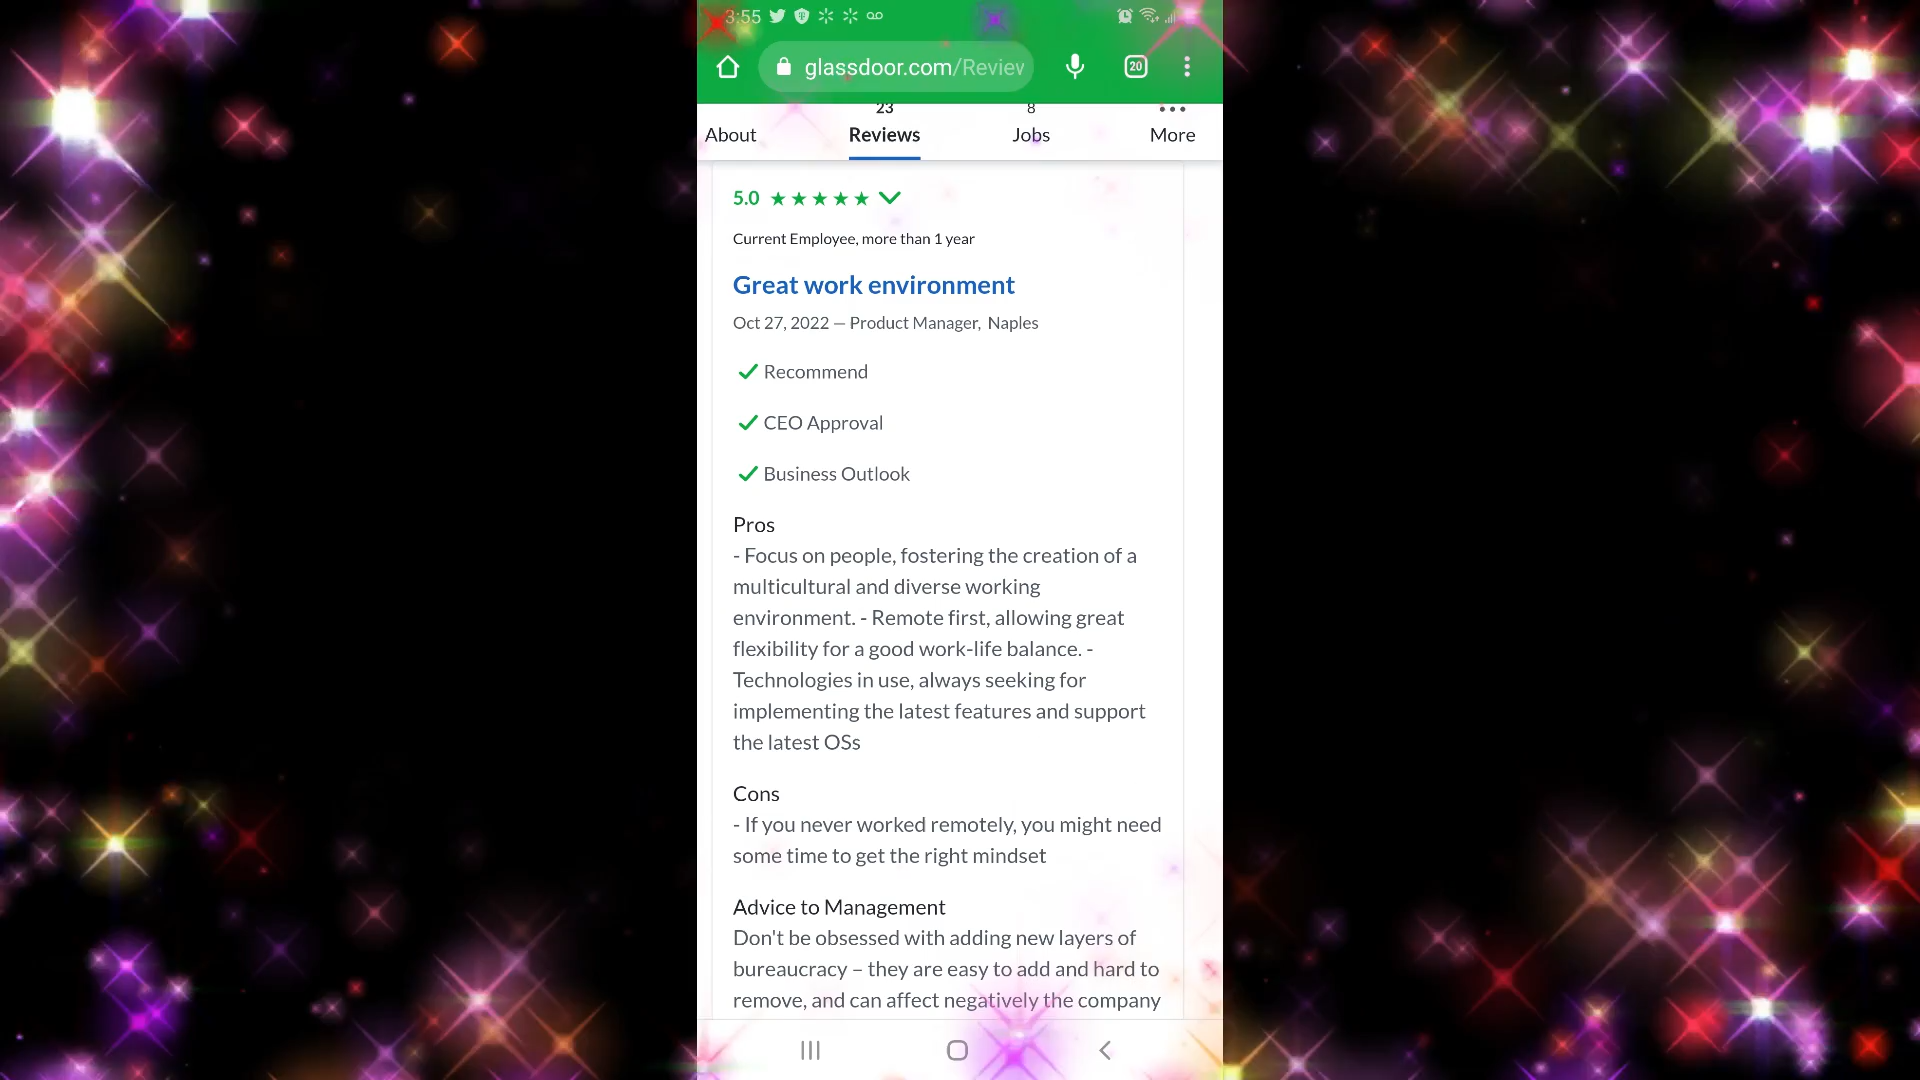 3:55
glassdoor.com/Review
20
23
8
About
Reviews
Jobs
More
5.0
Current Employee, more than 1 year
Great work environment
Oct 27, 2022 — Product Manager, Naples
Recommend
CEO Approval
Business Outlook
Pros
- Focus on people, fostering the creation of a
multicultural and diverse working
environment. - Remote first, allowing great
flexibility for a good work-life balance. -
Technologies in use, always seeking for
implementing the latest features and support
the latest OSs
Cons
- If you never worked remotely, you might need
some time to get the right mindset
Advice to Management
Don't be obsessed with adding new layers of
bureaucracy – they are easy to add and hard to
remove, and can affect negatively the company